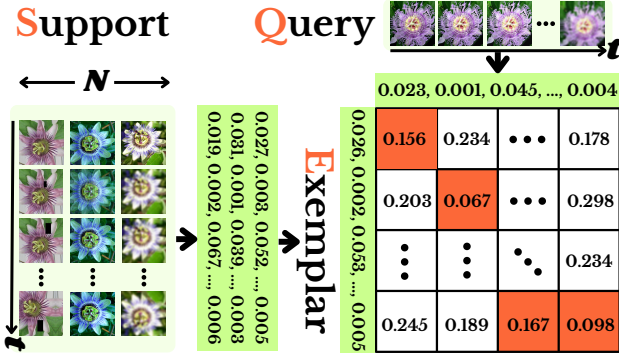 Support
Query
N
t
0.023, 0.001, 0.045, ..., 0.004
t
0.027, 0.003, 0.052, ..., 0.005
0.031, 0.001, 0.039, ..., 0.003
0.019, 0.002, 0.067, ..., 0.006
Exemplar
0.026, 0.002, 0.053, ..., 0.005
0.156 0.234 ••• 0.178
0.203 0.067 ••• 0.298
0.234
0.245 0.189 0.167 0.098